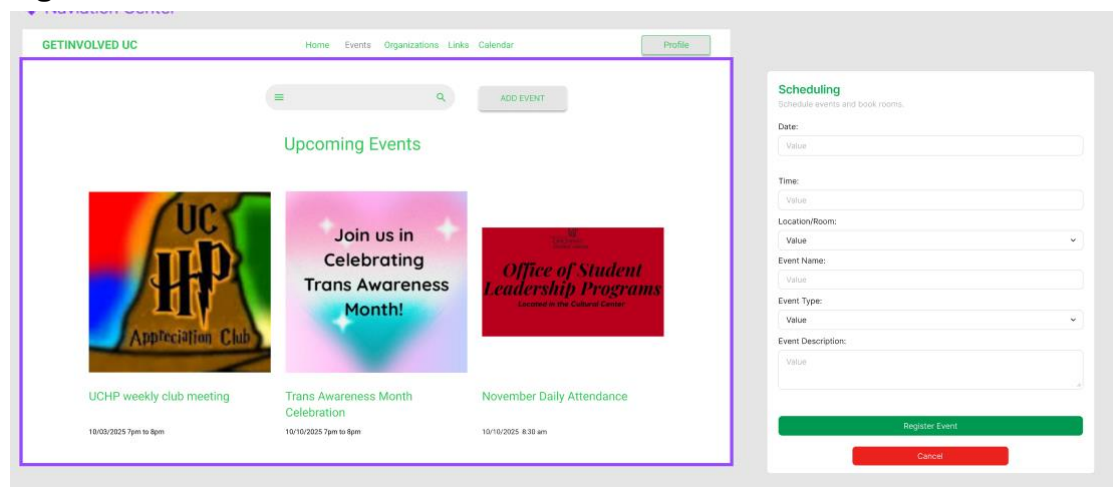 Naviation Center
GETINVOLVED UC
Home Events Organizations Links Calendar
Profile
ADD EVENT
Upcoming Events
UC
HP
Appreciation Club
Join us in
Celebrating
Trans Awareness
Month!
Office of Student
Leadership Programs
Located in the Cultural Center
UCHP weekly club meeting
Trans Awareness Month
Celebration
November Daily Attendance
10/03/2025 7pm to 8pm
10/10/2025 7pm to 8pm
10/10/2025 8:30 am
Scheduling
Schedule events and book rooms.
Date:
Value
Time:
Value
Location/Room:
Value
Event Name:
Value
Event Type:
Value
Event Description:
Value
Register Event
Cancel